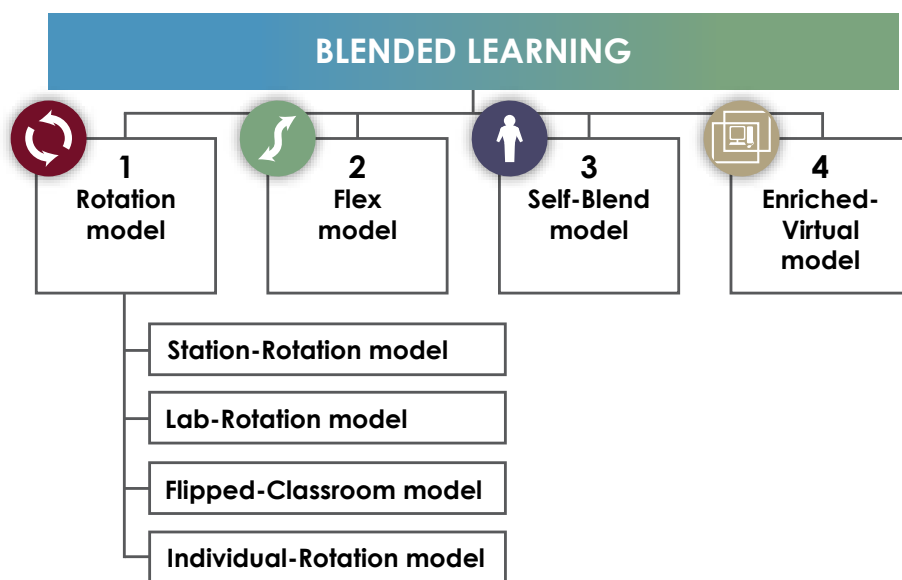 BLENDED LEARNING
1
Rotation
model
2
Flex
model
3
Self-Blend
model
4
Enriched-
Virtual
model
Station-Rotation model
Lab-Rotation model
Flipped-Classroom model
Individual-Rotation model